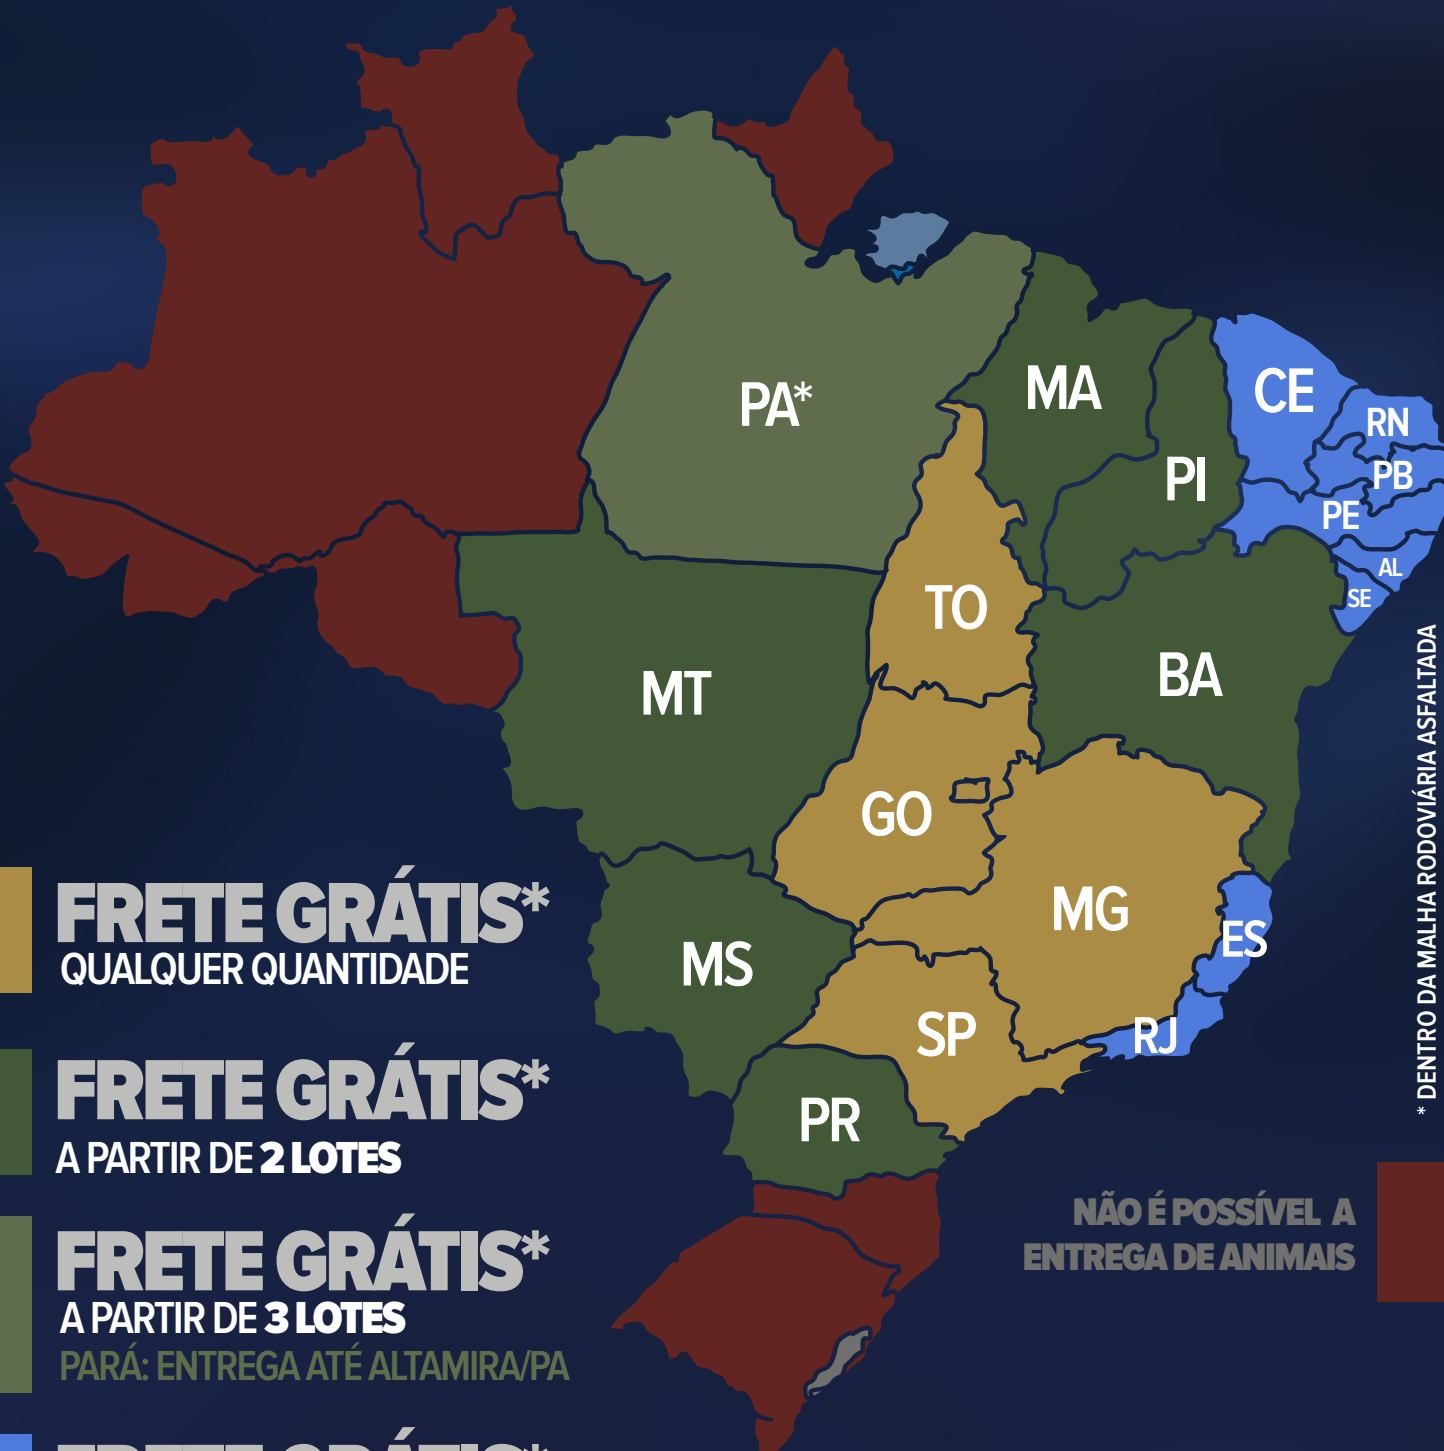 PA*
MA
CE
RN
PI
PB
PE
AL
SE
TO
MT
BA
GO
MG
ES
MS
SP
RJ
PR
FRETE GRÁTIS*
QUALQUER QUANTIDADE
FRETE GRÁTIS*
A PARTIR DE 2 LOTES
FRETE GRÁTIS*
A PARTIR DE 3 LOTES
PARÁ: ENTREGA ATÉ ALTAMIRA/PA
FRETE GRÁTIS*
* DENTRO DA MALHA RODOVIÁRIA ASFALTADA
NÃO É POSSÍVEL A
ENTREGA DE ANIMAIS